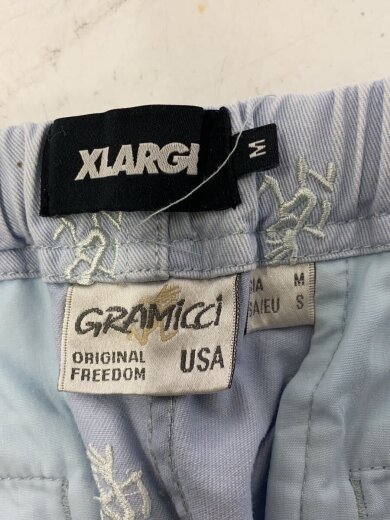 XLARGE
M
GRAMICCI
ORIGINAL
FREEDOM
USA
M
S